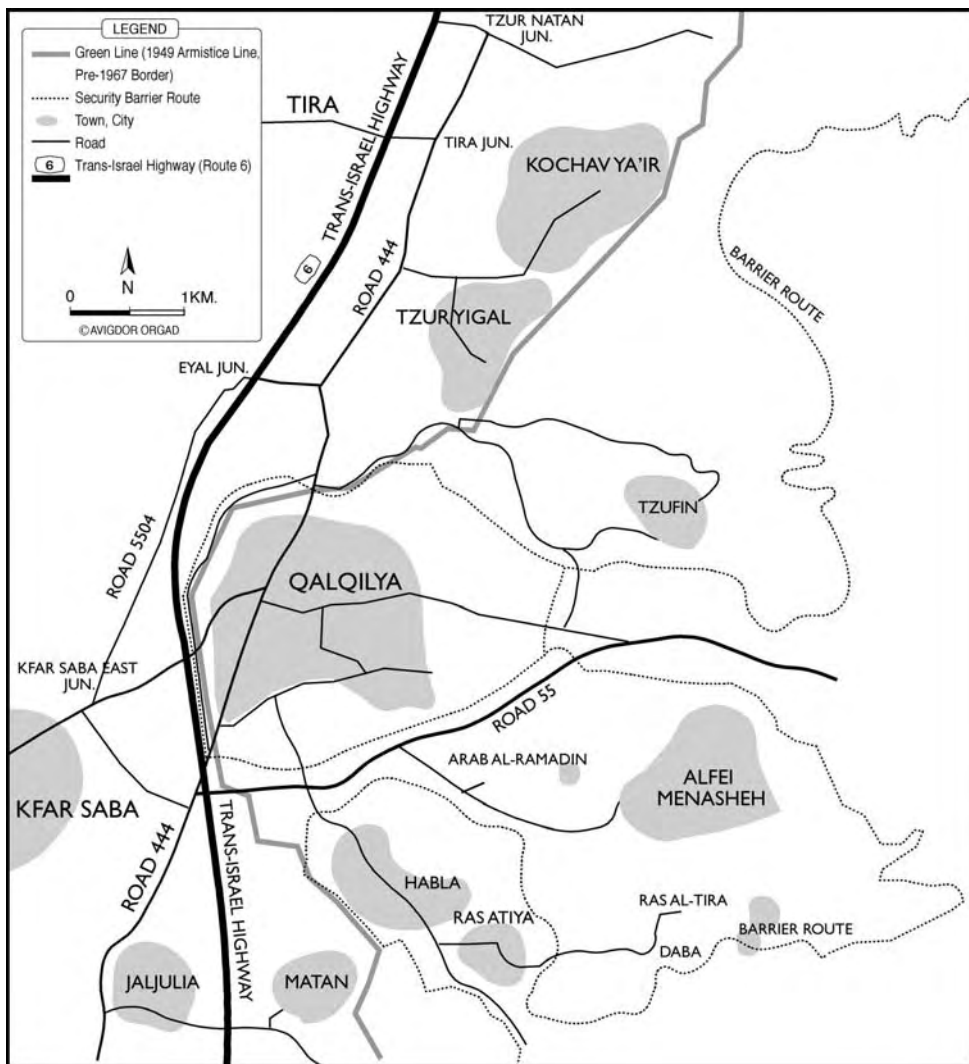 LEGEND
Green Line (1949 Armistice Line,
Pre-1967 Border)
Security Barrier Route
Town, City
Road
6 Trans-Israel Highway (Route 6)
0 N 1KM.
©AVIGDOR ORGAD
TZUR NATAN
JUN.
TIRA
TRANS-ISRAEL HIGHWAY
TIRA JUN.
KOCHAV YA'IR
6
ROAD 444
BARRIER ROUTE
TZUR YIGAL
EYAL JUN.
TZUFIN
ROAD 5504
QALQILYA
KFAR SABA EAST
JUN.
ROAD 55
ARAB AL-RAMADIN
ALFEI
MENASHEH
KFAR SABA
ROAD 444
TRANS-ISRAEL HIGHWAY
HABLA
RAS ATIYA
RAS AL-TIRA
BARRIER ROUTE
DABA
JALJULIA
MATAN